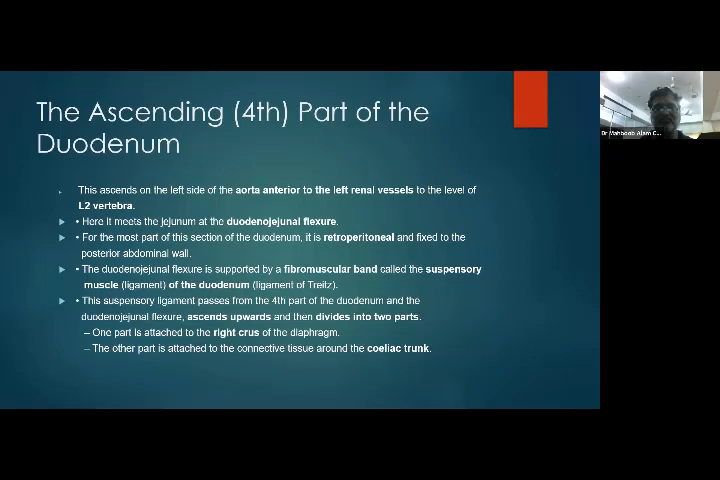 The Ascending (4th) Part of the
Duodenum
This ascends on the left side of the aorta anterior to the left renal vessels to the level of
L2 vertebra.
• Here it meets the jejunum at the duodenojejunal flexure.
• For the most part of this section of the duodenum, it is retroperitoneal and fixed to the
posterior abdominal wall.
• The duodenojejunal flexure is supported by a fibromuscular band called the suspensory
muscle (ligament) of the duodenum (ligament of Treitz).
• This suspensory ligament passes from the 4th part of the duodenum and the
duodenojejunal flexure, ascends upwards and then divides into two parts.
– One part is attached to the right crus of the diaphragm.
– The other part is attached to the connective tissue around the coeliac trunk.
Dr Mahboob Alam C...